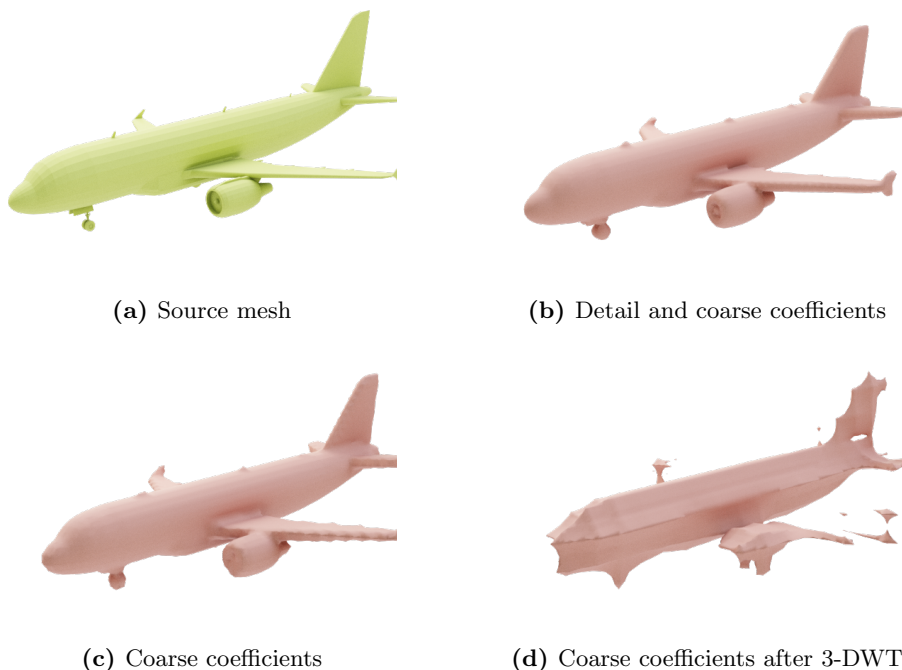 (a) Source mesh
(b) Detail and coarse coefficients
(c) Coarse coefficients
(d) Coarse coefficients after 3-DWT